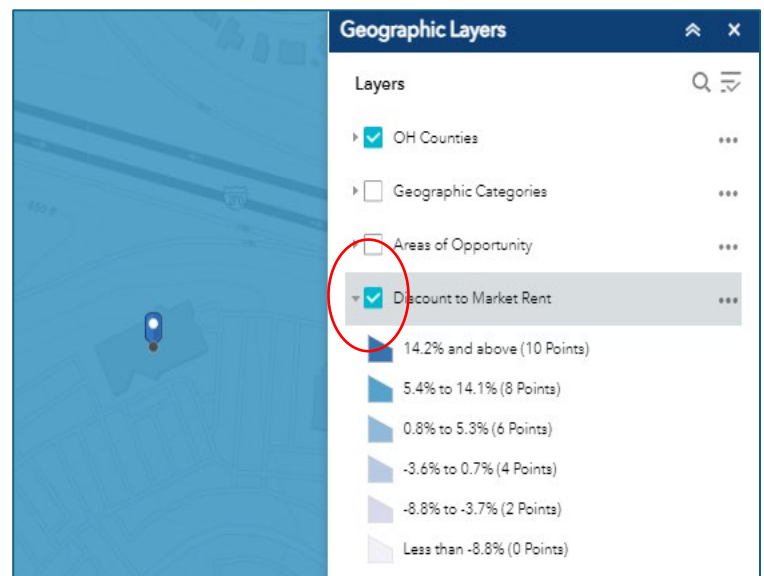 Geographic Layers
Layers
OH Counties
Geographic Categories
Areas of Opportunity
Discount to Market Rent
14.2% and above (10 Points)
5.4% to 14.1% (8 Points)
0.8% to 5.3% (6 Points)
-3.6% to 0.7% (4 Points)
-8.8% to -3.7% (2 Points)
Less than -8.8% (0 Points)
270